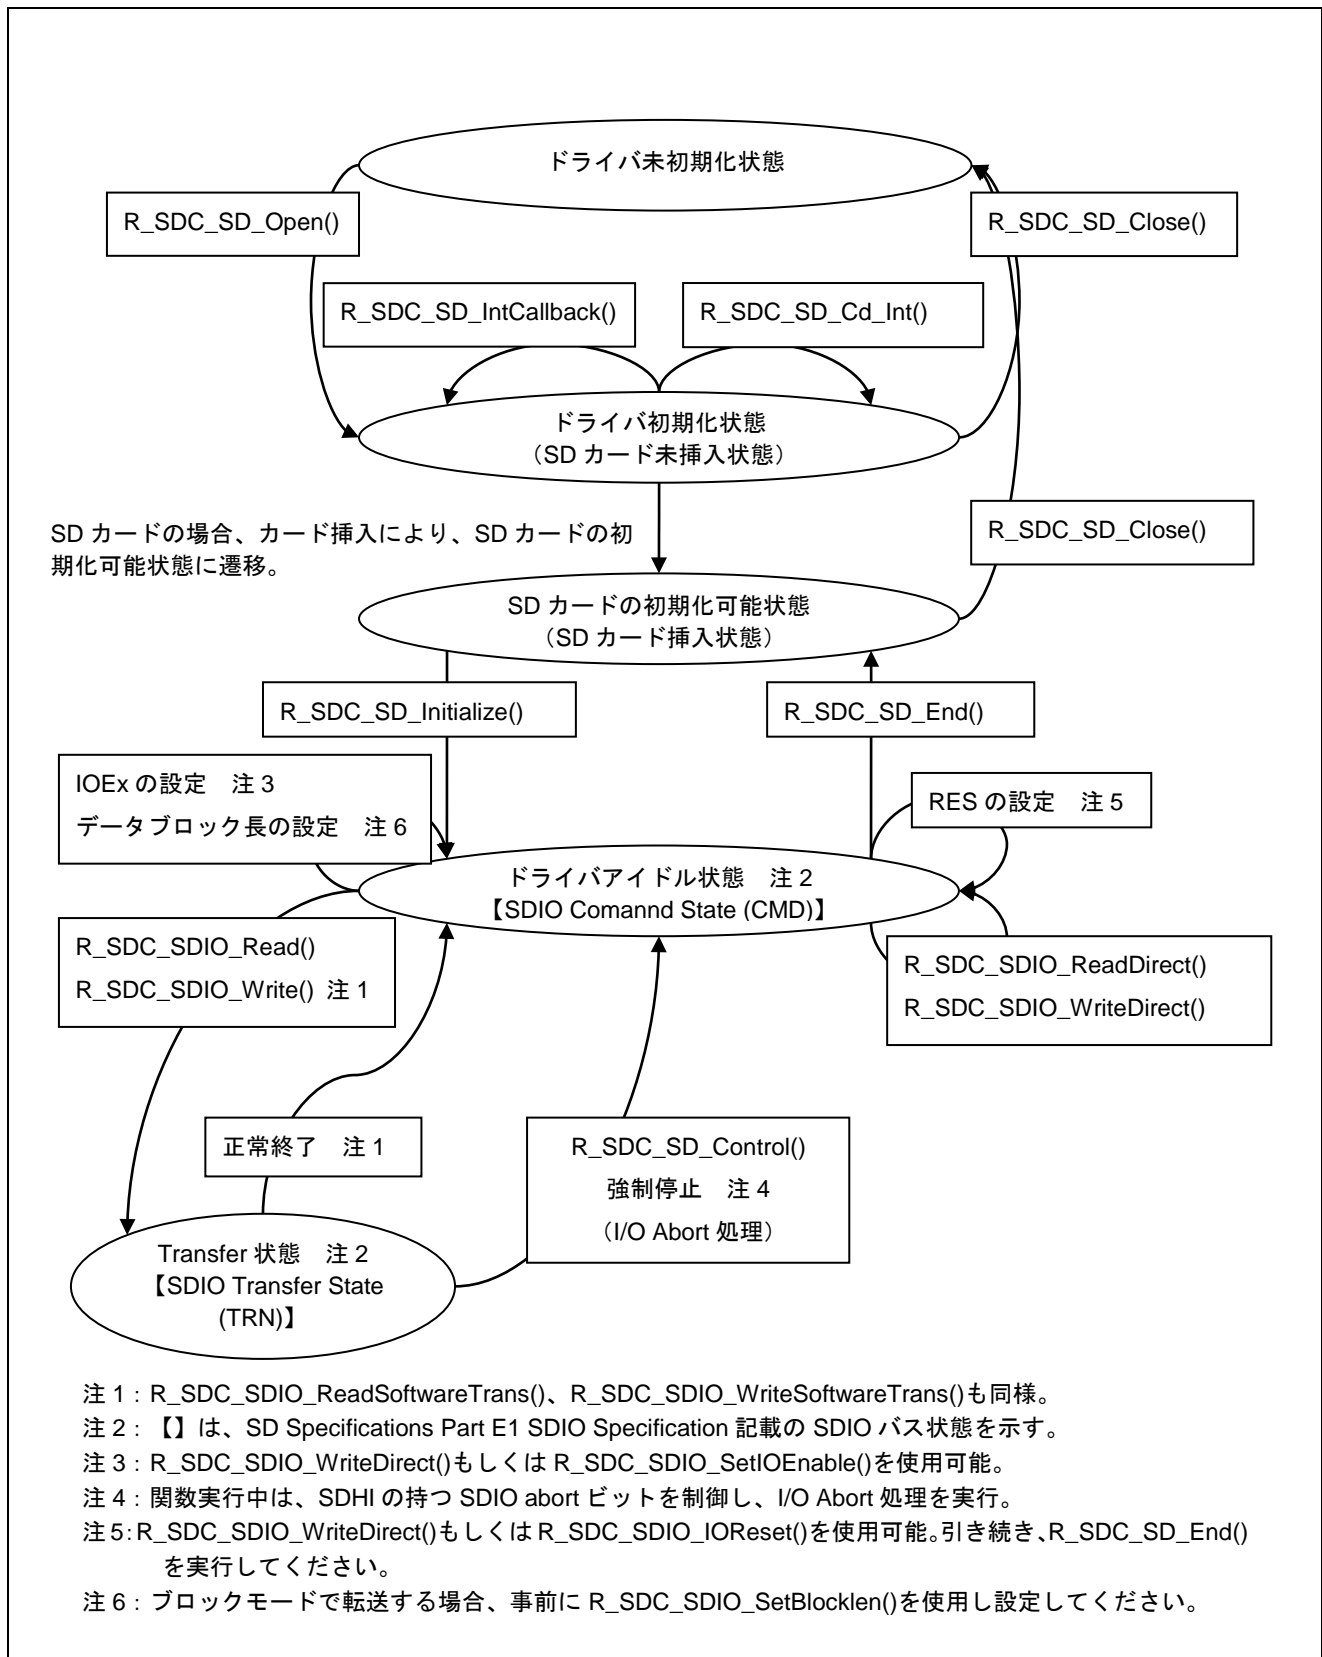 ドライバ未初期化状態
R_SDC_SD_Open()
R_SDC_SD_Close()
R_SDC_SD_IntCallback()
R_SDC_SD_Cd_Int()
ドライバ初期化状態
（SD カード未挿入状態）
SD カードの場合、カード挿入により、SD カードの初
期化可能状態に遷移。
R_SDC_SD_Close()
SD カードの初期化可能状態
（SD カード挿入状態）
R_SDC_SD_Initialize()
R_SDC_SD_End()
IOEx の設定　注 3
データブロック長の設定　注 6
RES の設定　注 5
ドライバアイドル状態　注 2
【SDIO Comannd State (CMD)】
R_SDC_SDIO_Read()
R_SDC_SDIO_Write() 注 1
R_SDC_SDIO_ReadDirect()
R_SDC_SDIO_WriteDirect()
正常終了　注 1
R_SDC_SD_Control()
強制停止　注 4
（I/O Abort 処理）
Transfer 状態　注 2
【SDIO Transfer State
(TRN)】
注 1：R_SDC_SDIO_ReadSoftwareTrans()、R_SDC_SDIO_WriteSoftwareTrans()も同様。
注 2：【】は、SD Specifications Part E1 SDIO Specification 記載の SDIO バス状態を示す。
注 3：R_SDC_SDIO_WriteDirect()もしくは R_SDC_SDIO_SetIOEnable()を使用可能。
注 4：関数実行中は、SDHI の持つ SDIO abort ビットを制御し、I/O Abort 処理を実行。
注 5：R_SDC_SDIO_WriteDirect()もしくは R_SDC_SDIO_IOReset()を使用可能。引き続き、R_SDC_SD_End()
を実行してください。
注 6：ブロックモードで転送する場合、事前に R_SDC_SDIO_SetBlocklen()を使用し設定してください。